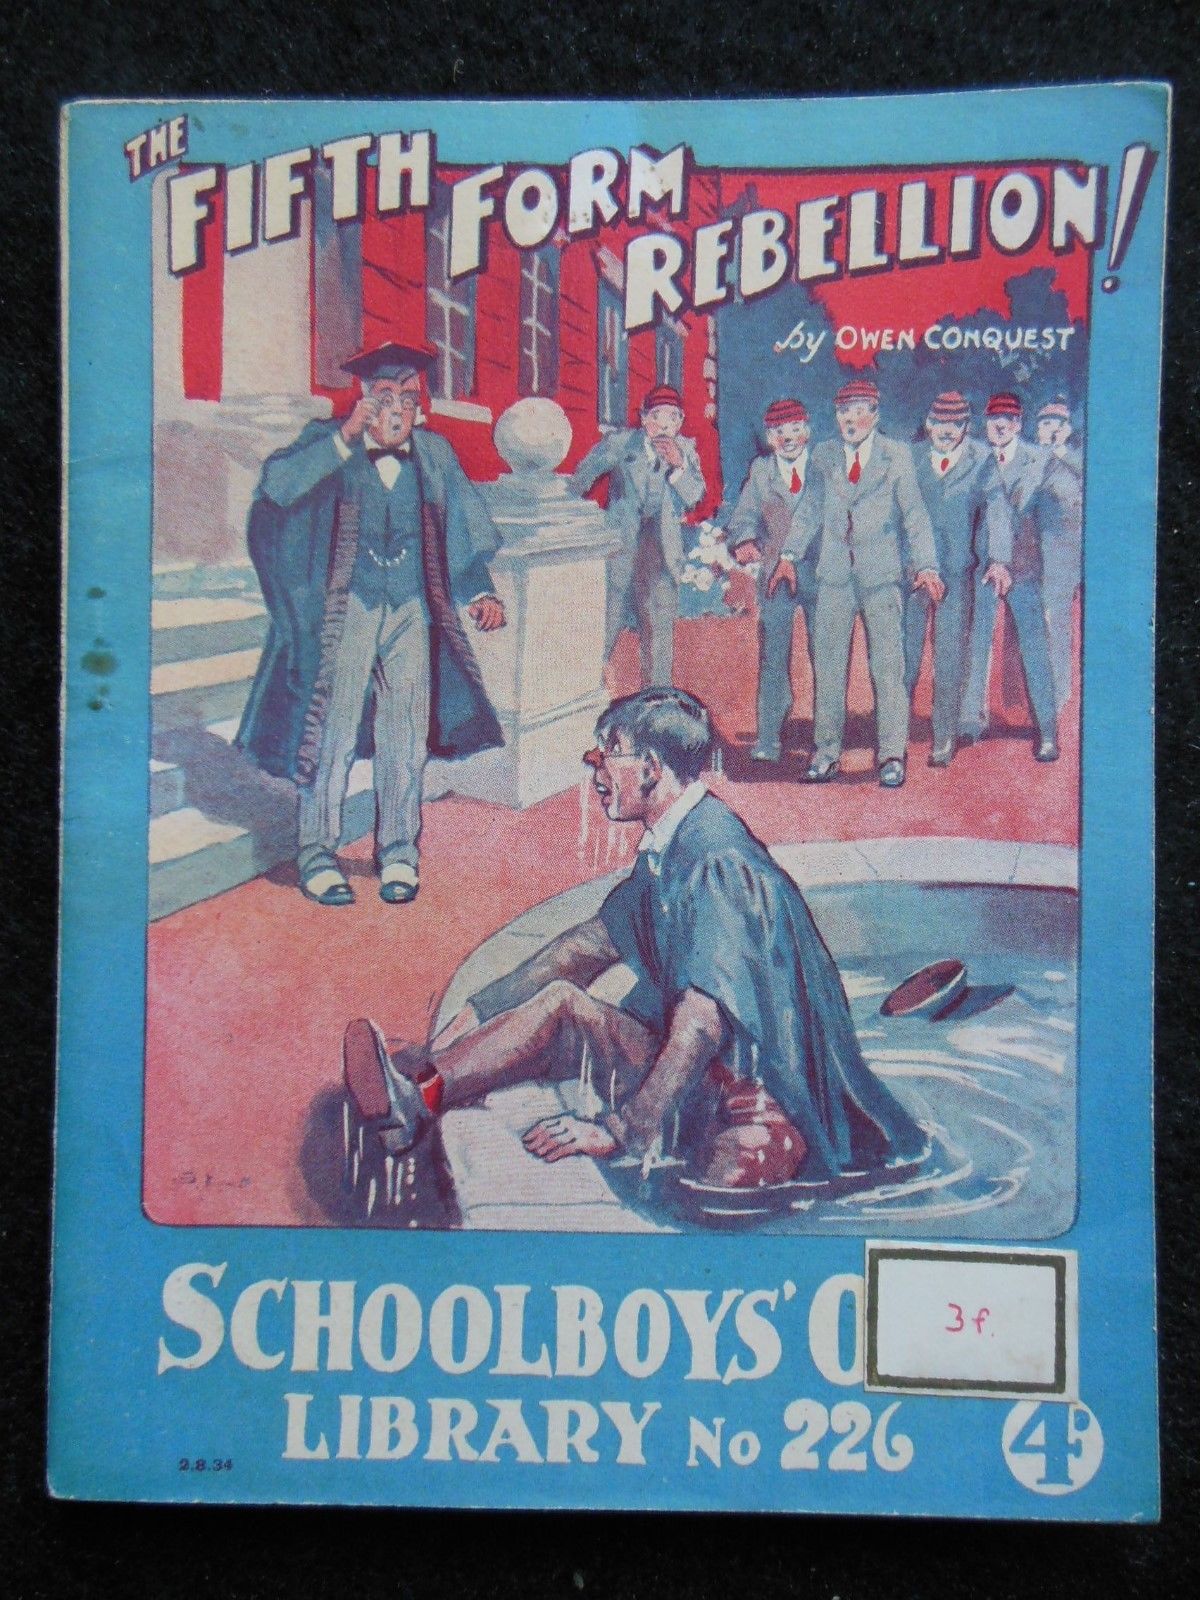 THE
FIFTH FORM
REBELLION!
by OWEN CONQUEST
SCHOOLBOYS'
3f.
LIBRARY No 226
4D
2.8.34